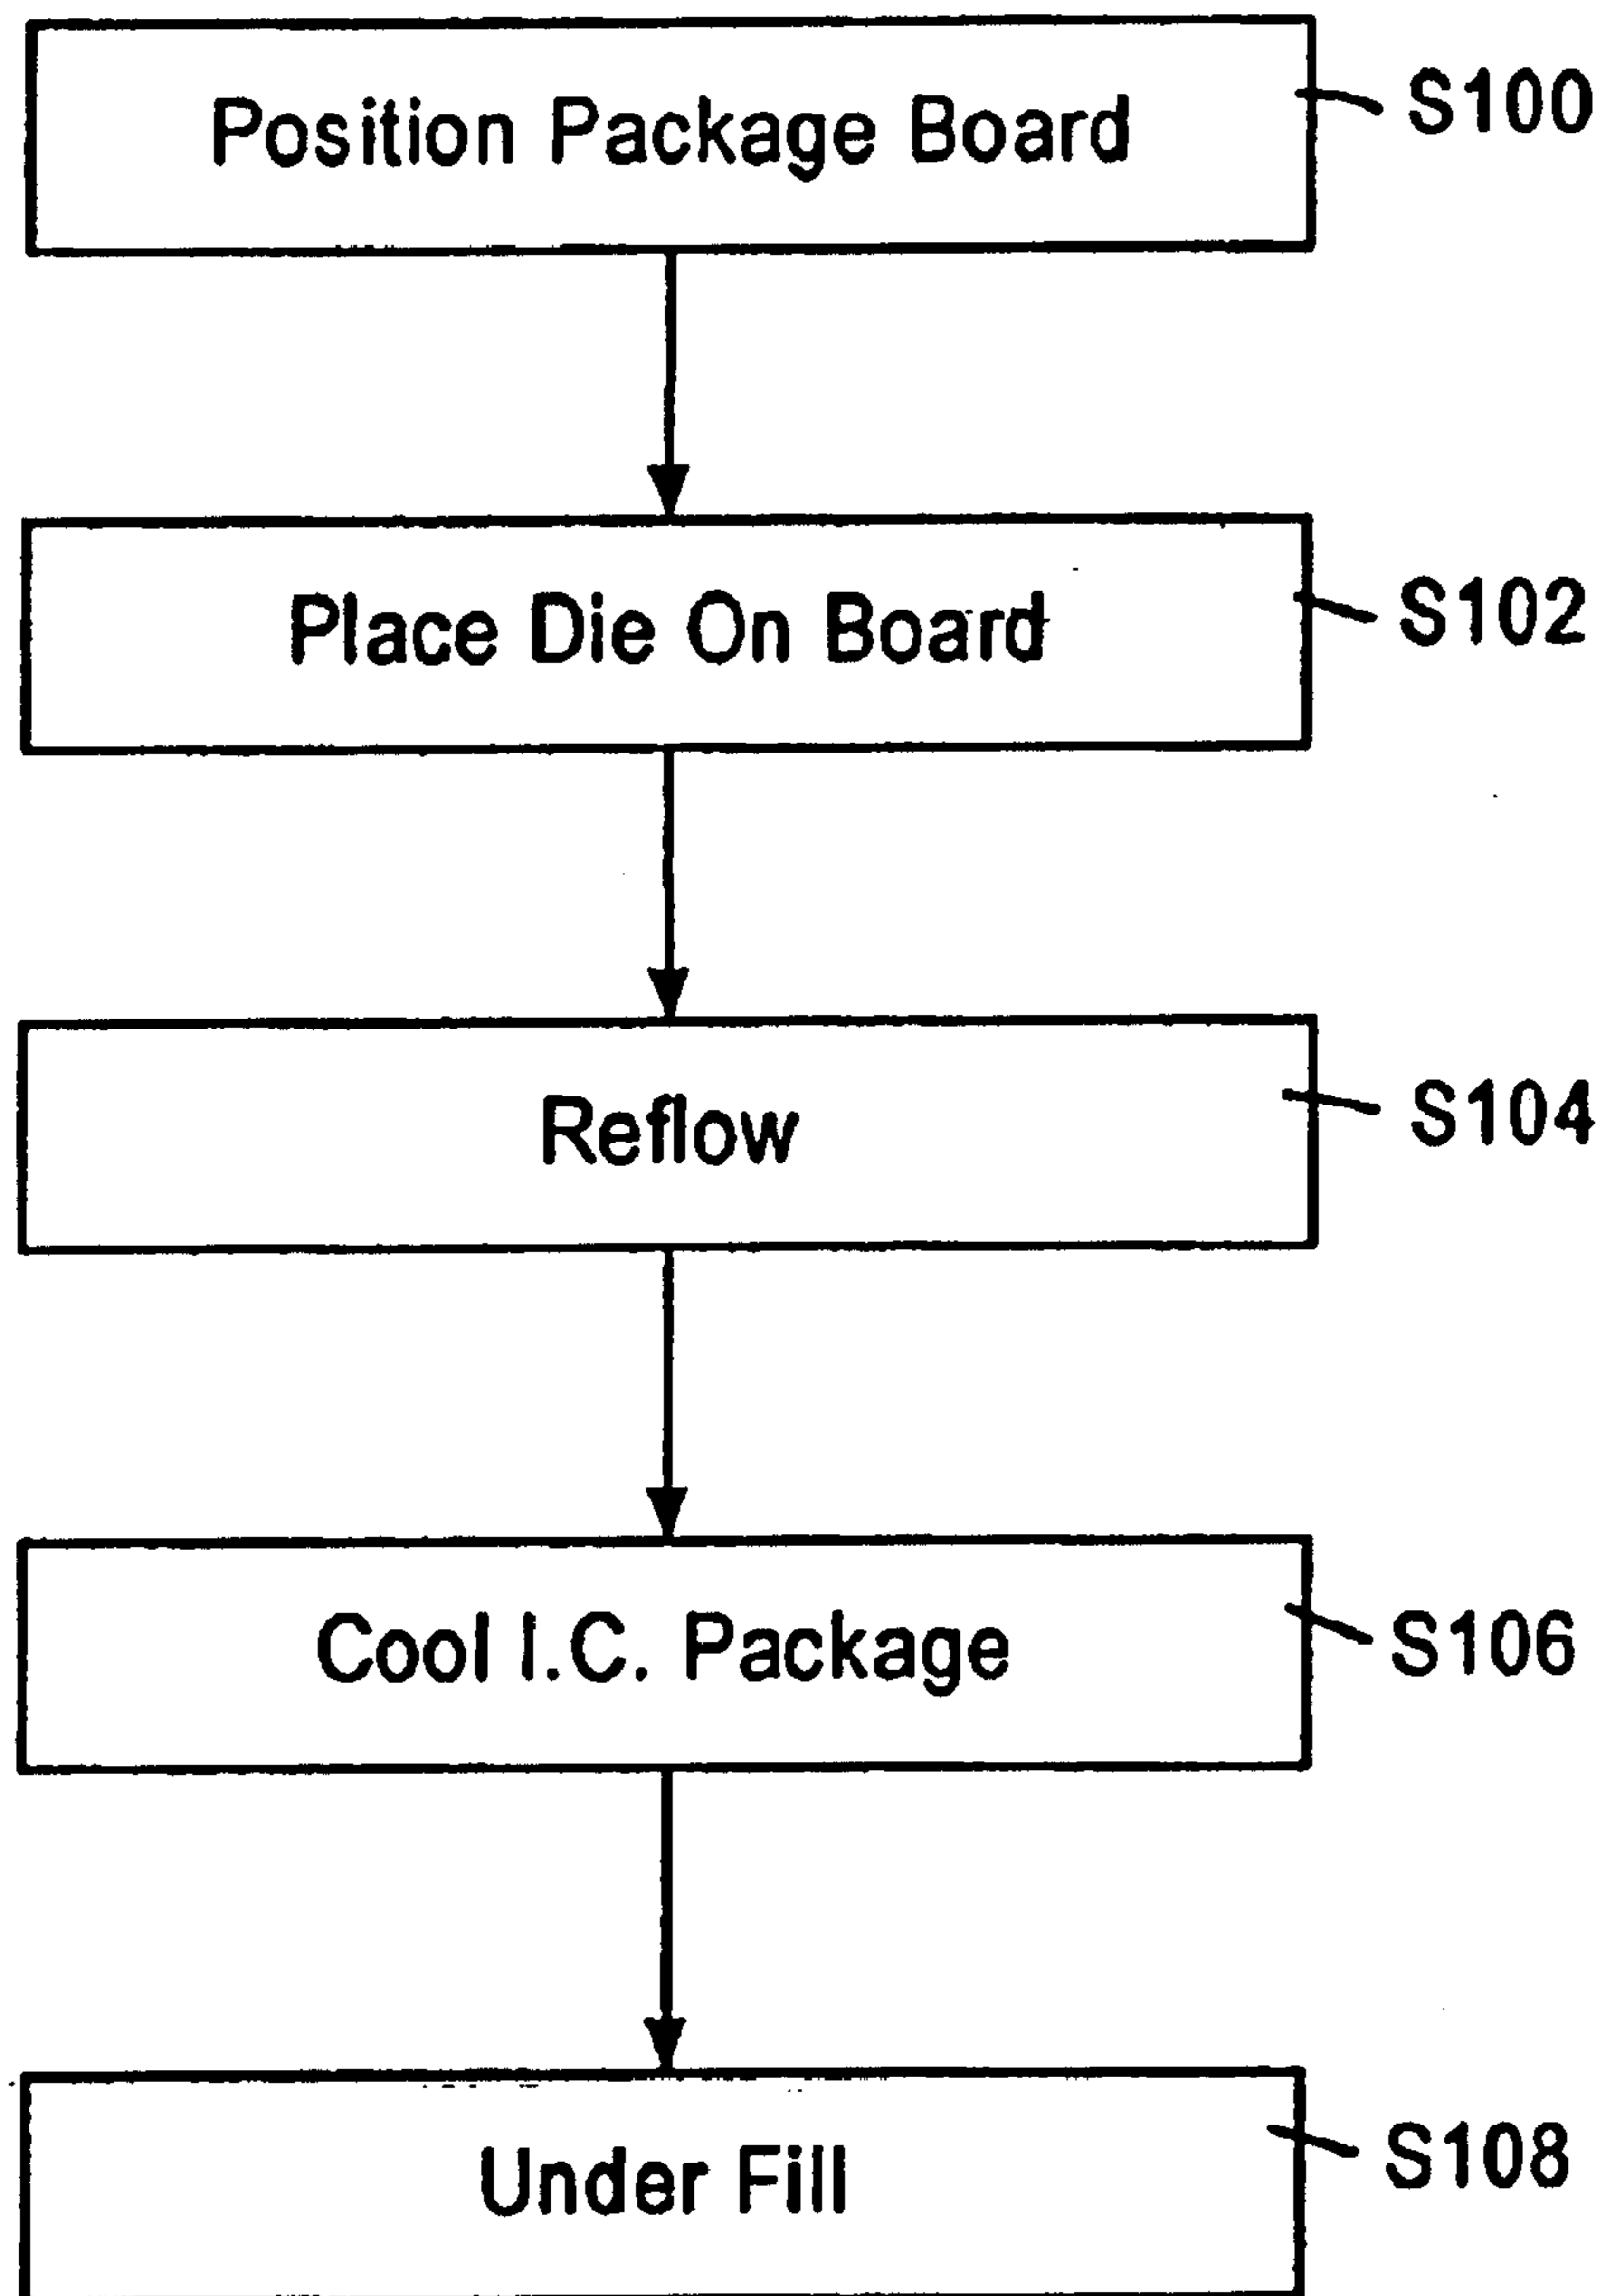 Position Package Board
S100
Place Die On Board
S102
Reflow
S104
Cool I.C. Package
S106
Under Fill
S108